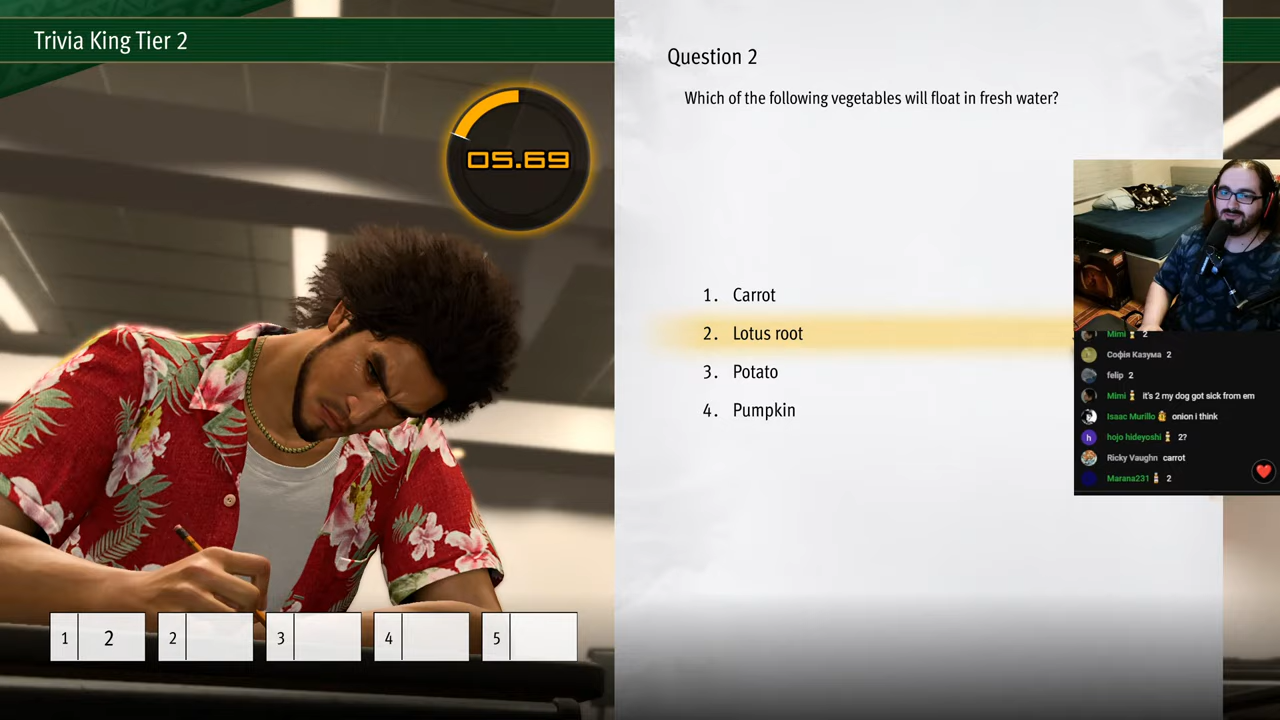 Trivia King Tier 2
05.69
Question 2
Which of the following vegetables will float in fresh water?
1. Carrot
2. Lotus root
3. Potato
4. Pumpkin
Mimi 2
Софія Казума 2
felip 2
Mimi it's 2 my dog got sick from em
Isaac Murillo onion i think
h hojo hideyoshi 2?
Ricky Vaughn carrot
Marana231 2
1 2
2
3
4
5